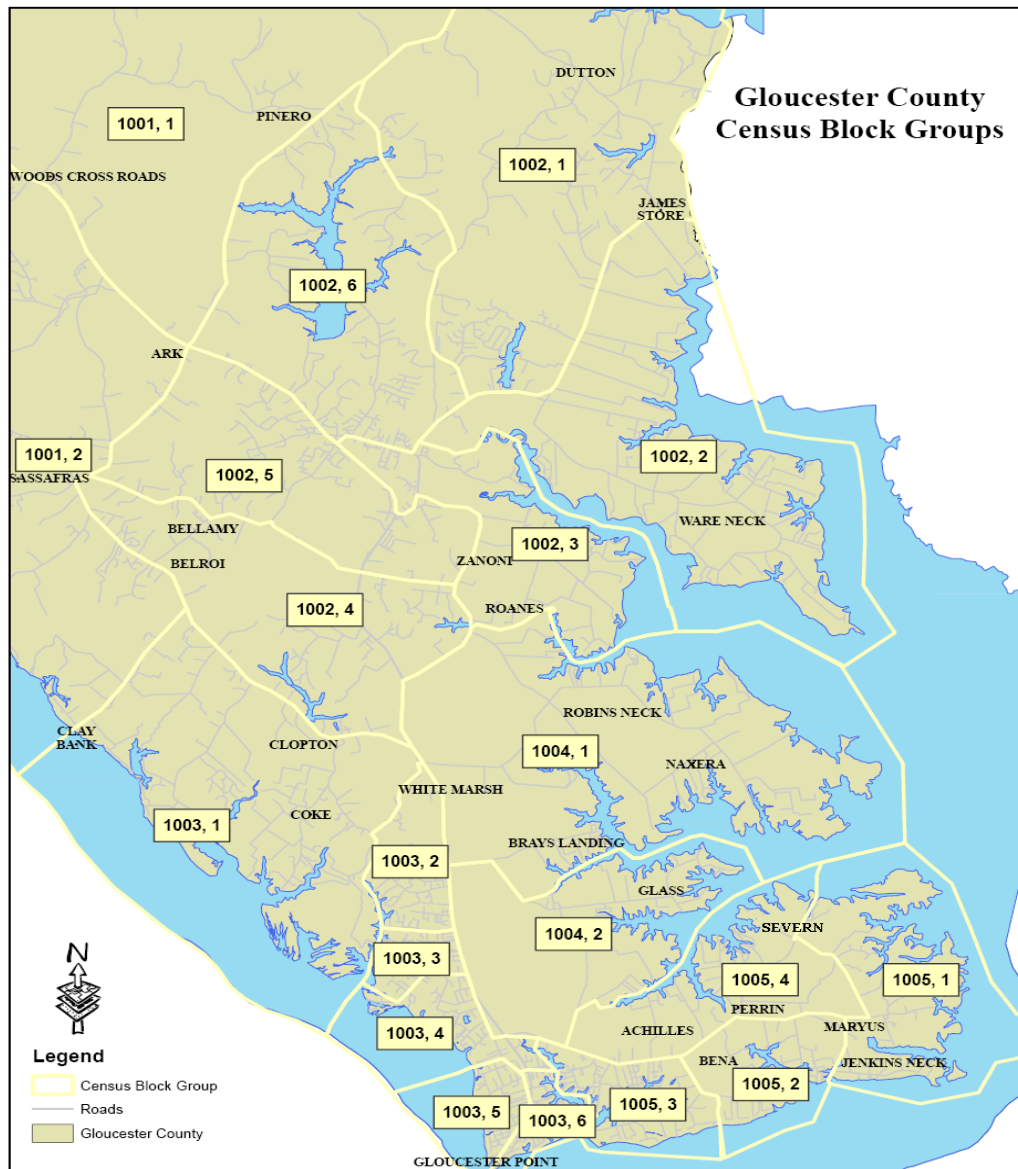 Gloucester County
Census Block Groups
DUTTON
PINERO
1001, 1
1002, 1
WOODS CROSS ROADS
JAMES
STORE
1002, 6
ARK
1001, 2
SASSAFRAS
1002, 5
1002, 2
WARE NECK
BELLAMY
1002, 3
ZANONI
BELROI
1002, 4
ROANES
ROBINS NECK
CLAY
BANK
CLOPTON
1004, 1
NAXERA
WHITE MARSH
COKE
1003, 1
BRAYS LANDING
1003, 2
GLASS
SEVERN
1004, 2
1003, 3
1005, 4
1005, 1
PERRIN
N
1003, 4
ACHILLES
MARYUS
BENA
JENKINS NECK
1005, 2
1005, 3
1003, 5
1003, 6
GLOUCESTER POINT
Legend
Census Block Group
Roads
Gloucester County